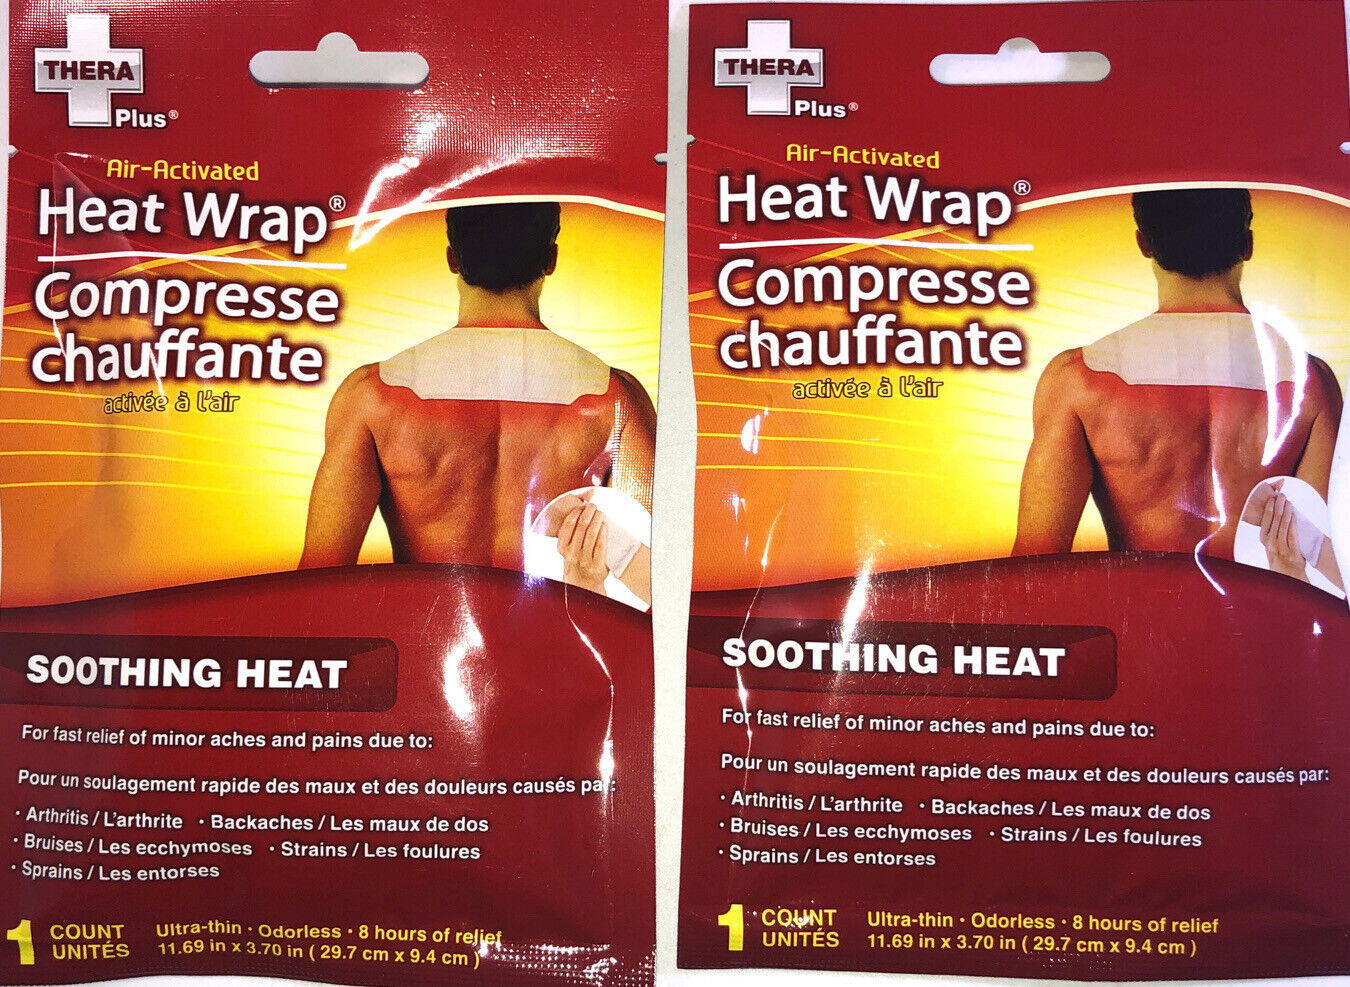 THERA
Plus®
Air-Activated
Heat Wrap®
Compresse
chauffante
activée à l'air
SOOTHING HEAT
For fast relief of minor aches and pains due to:
Pour un soulagement rapide des maux et des douleurs causés par:
· Arthritis / L'arthrite · Backaches / Les maux de dos
· Bruises / Les ecchymoses · Strains / Les foulures
· Sprains / Les entorses
1 COUNT
UNITÉS
Ultra-thin · Odorless · 8 hours of relief
11.69 in x 3.70 in ( 29.7 cm x 9.4 cm )
THERA
Plus®
Air-Activated
Heat Wrap®
Compresse
chauffante
activée à l'air
SOOTHING HEAT
For fast relief of minor aches and pains due to:
Pour un soulagement rapide des maux et des douleurs causés par:
· Arthritis / L'arthrite · Backaches / Les maux de dos
· Bruises / Les ecchymoses · Strains / Les foulures
· Sprains / Les entorses
1 COUNT
UNITÉS
Ultra-thin · Odorless · 8 hours of relief
11.69 in x 3.70 in ( 29.7 cm x 9.4 cm )